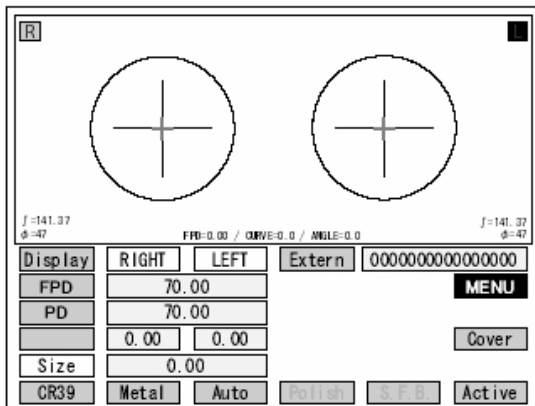 R L
∫=141.37 ∫=141.37
ϕ=47 FPD=0.00 / CURVE=0.0 / ANGLE=0.0 ϕ=47
Display RIGHT LEFT Extern 0000000000000000
FPD 70.00 MENU
PD 70.00
0.00 0.00 Cover
Size 0.00
CR39 Metal Auto Polish S.F.B. Active